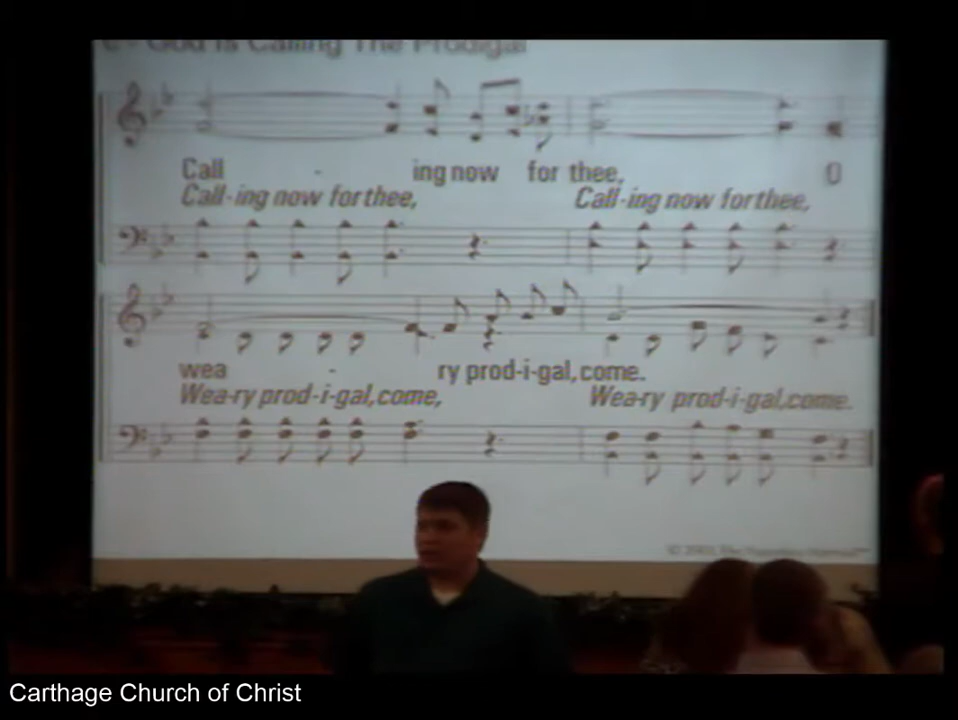 God Is Calling The Prodigal
Call - ing now for thee, O
Call-ing now for thee, Call-ing now for thee,
wea - ry prod-i-gal, come.
Wea-ry prod-i-gal, come, Wea-ry prod-i-gal, come.
Carthage Church of Christ